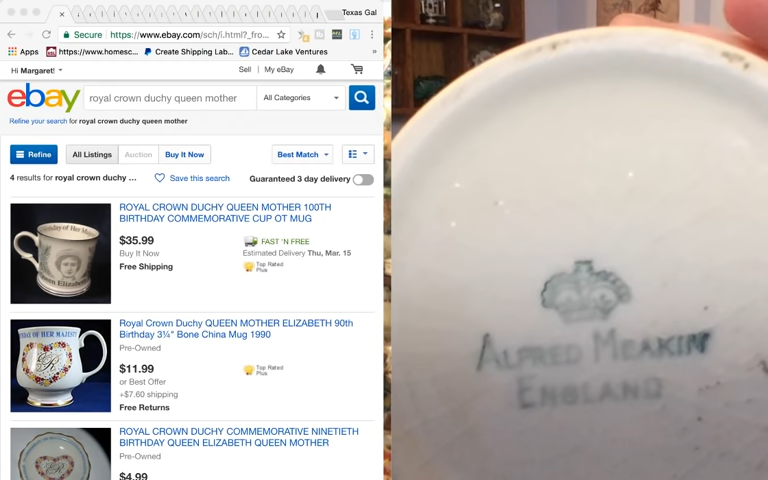 Texas Gal
Secure
https://www.ebay.com/sch/i.html?_fro...
Apps
https://www.homesc...
Create Shipping Lab...
Cedar Lake Ventures
»
Hi Margaret!
Sell
My eBay
ebay
royal crown duchy queen mother
All Categories
Refine your search for royal crown duchy queen mother
Refine
All Listings
Auction
Buy It Now
Best Match
4 results for royal crown duchy ...
Save this search
Guaranteed 3 day delivery
ROYAL CROWN DUCHY QUEEN MOTHER 100TH
BIRTHDAY COMMEMORATIVE CUP OT MUG
$35.99
Buy It Now
Free Shipping
FAST 'N FREE
Estimated Delivery Thu, Mar. 15
Top Rated
Plus
Royal Crown Duchy QUEEN MOTHER ELIZABETH 90th
Birthday 3¼" Bone China Mug 1990
Pre-Owned
$11.99
or Best Offer
+$7.60 shipping
Free Returns
Top Rated
Plus
ROYAL CROWN DUCHY COMMEMORATIVE NINETIETH
BIRTHDAY QUEEN ELIZABETH QUEEN MOTHER
Pre-Owned
$4.99
ALFRED MEAKIN
ENGLAND